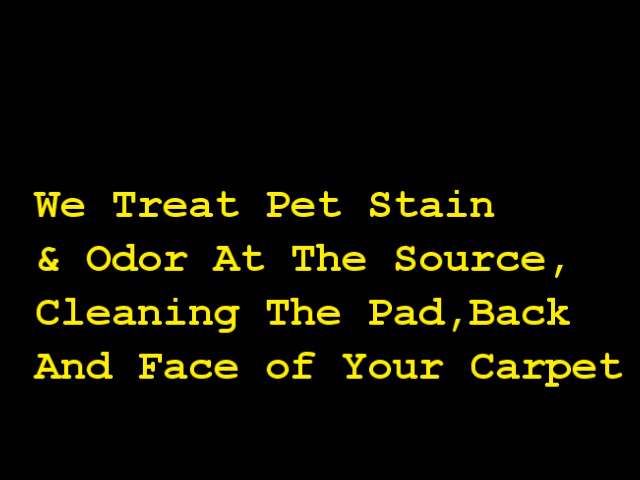 We Treat Pet Stain
& Odor At The Source,
Cleaning The Pad,Back
And Face of Your Carpet